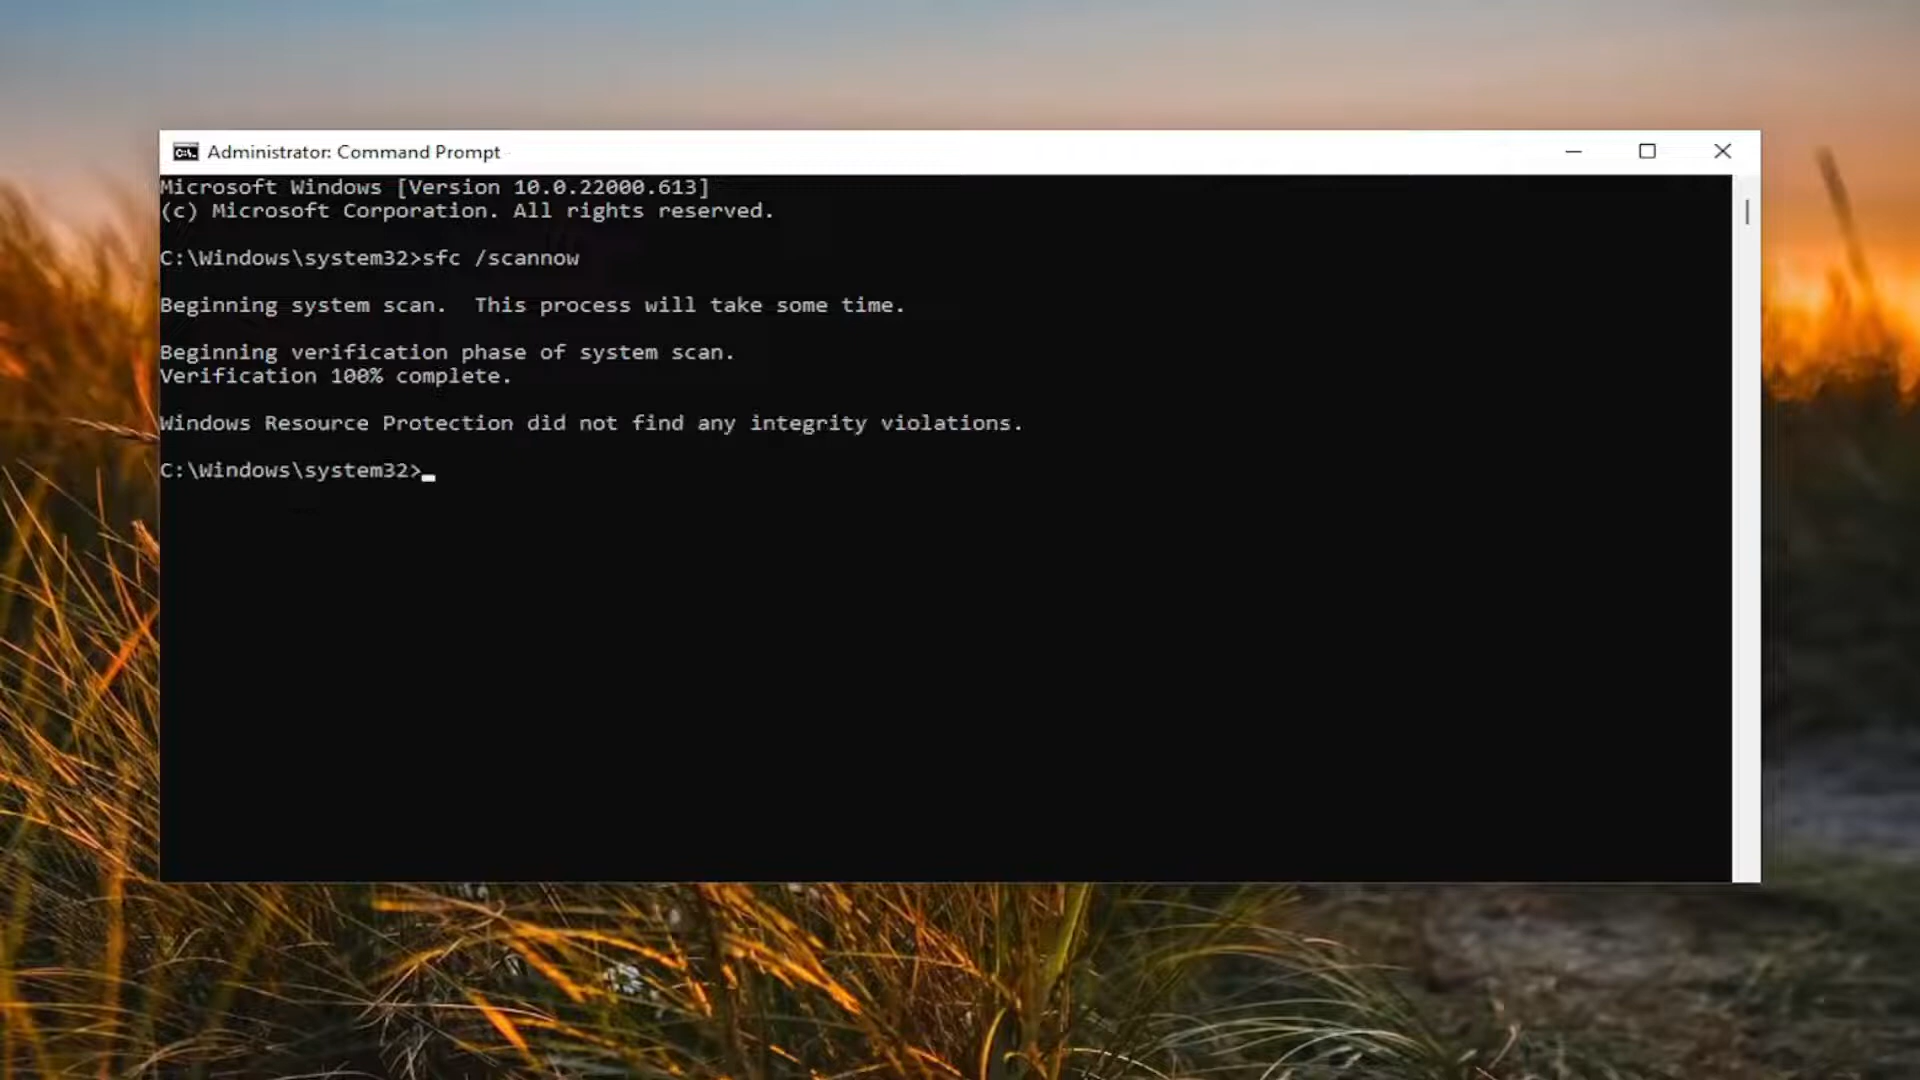 Administrator: Command Prompt
Microsoft Windows [Version 10.0.22000.613]
(c) Microsoft Corporation. All rights reserved.
C:\Windows\system32>sfc /scannow
Beginning system scan.  This process will take some time.
Beginning verification phase of system scan.
Verification 100% complete.
Windows Resource Protection did not find any integrity violations.
C:\Windows\system32>